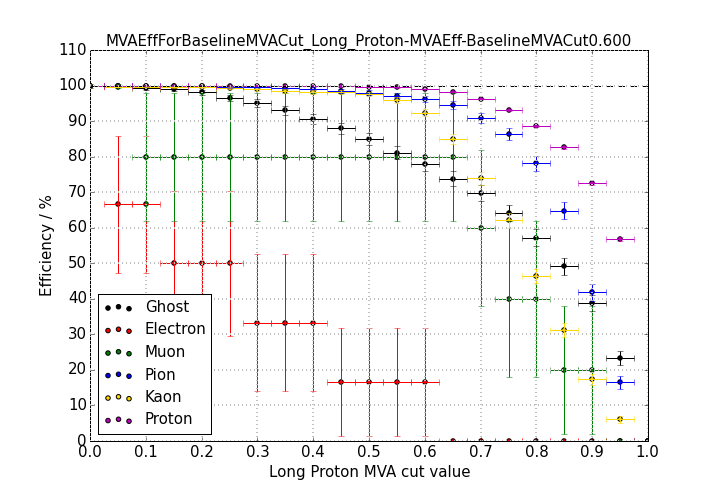 MVAEffForBaselineMVACut_Long_Proton-MVAEff-BaselineMVACut0.600
110
100
90
80
70
60
50
40
30
20
10
0
Efficiency / %
Ghost
Electron
Muon
Pion
Kaon
Proton
0.0 0.1 0.2 0.3 0.4 0.5 0.6 0.7 0.8 0.9 1.0
Long Proton MVA cut value